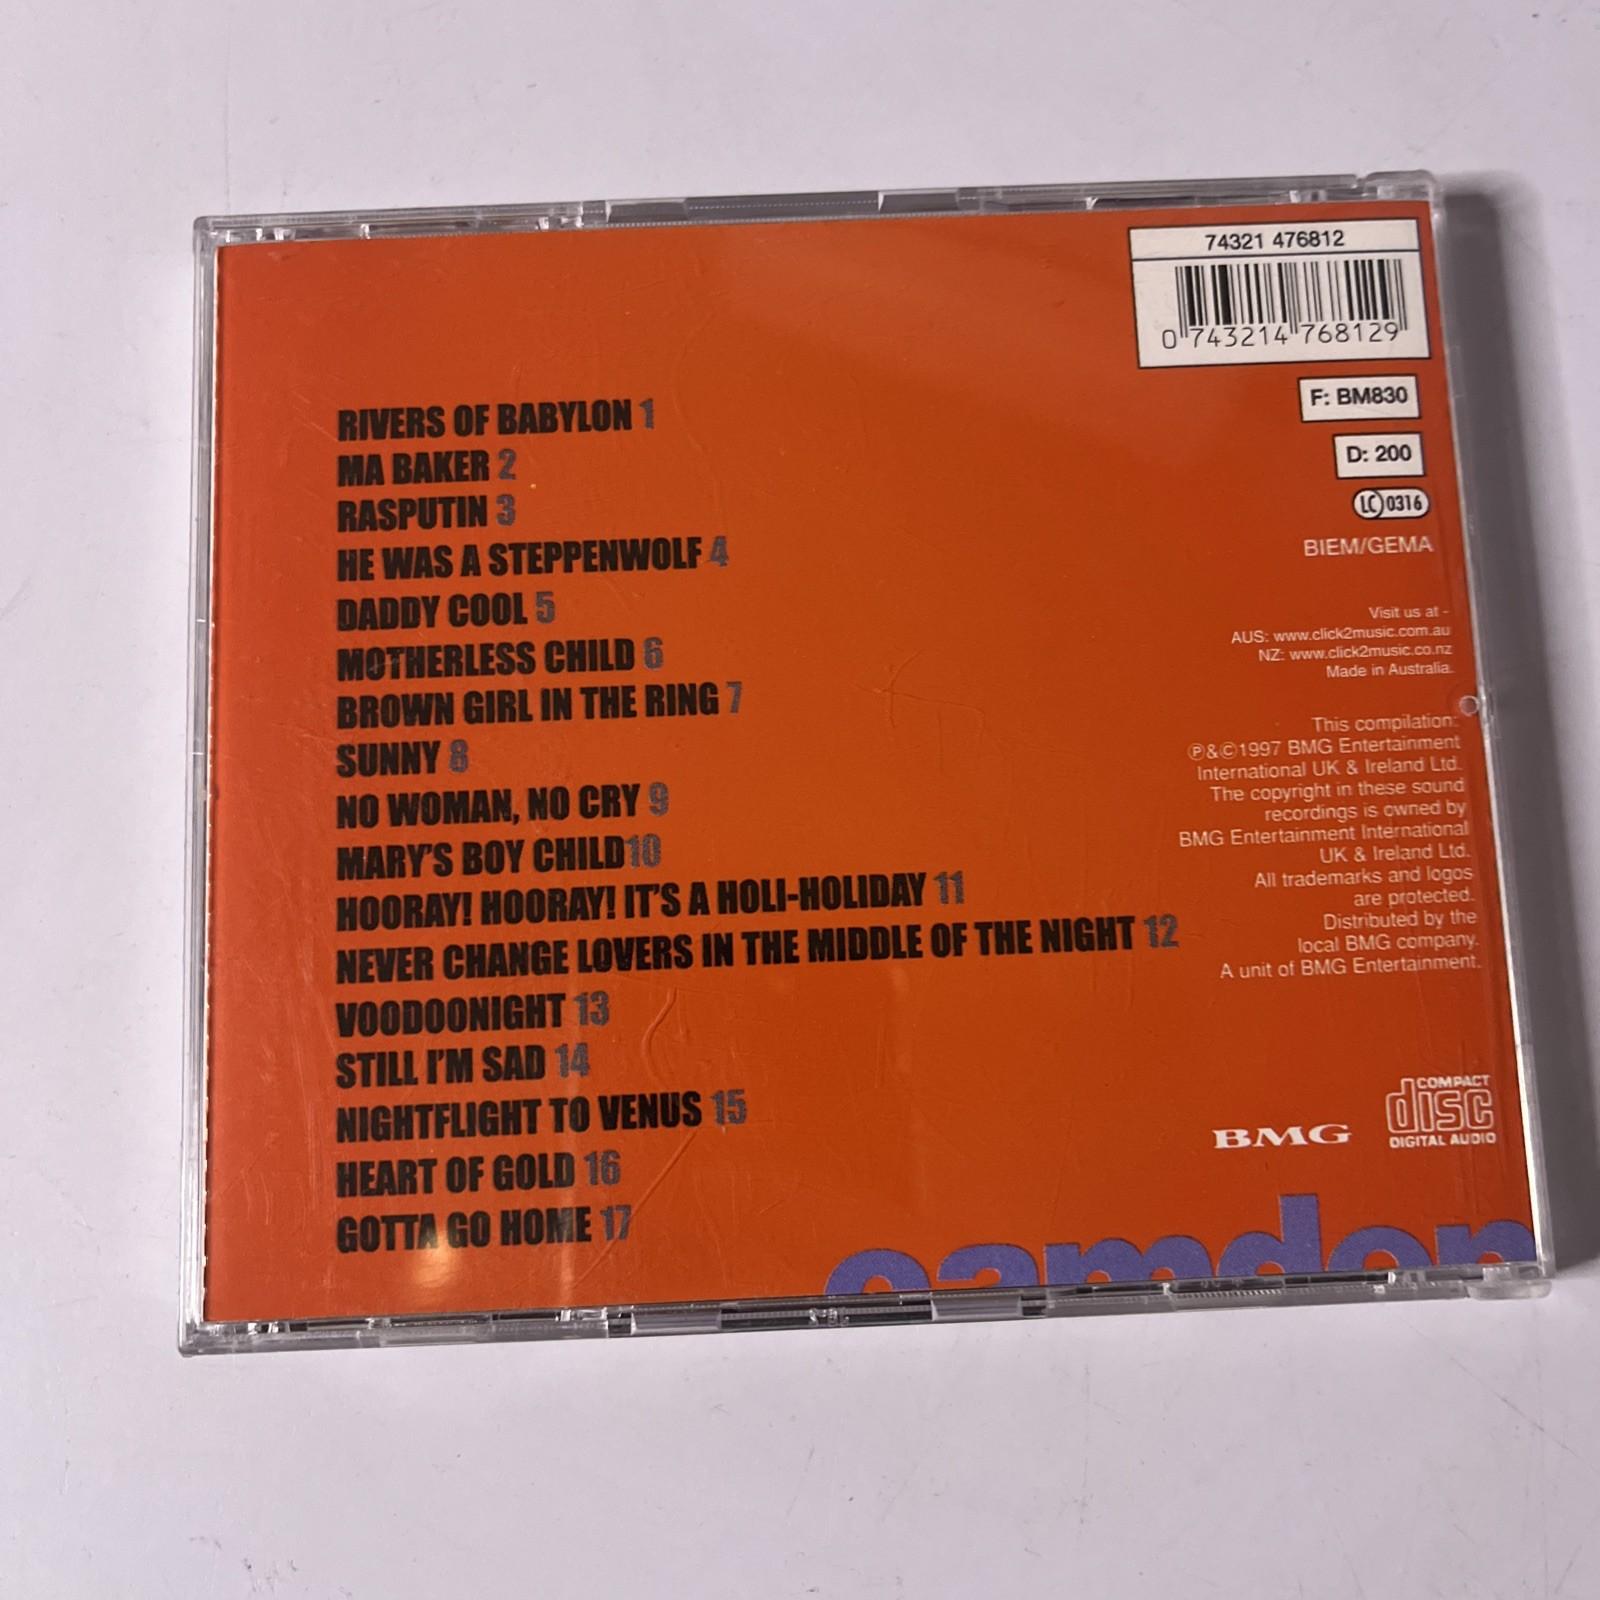 74321 476812
0 743214 768129
F: BM830
D: 200
LC 0316
BIEM/GEMA
RIVERS OF BABYLON 1
MA BAKER 2
RASPUTIN 3
HE WAS A STEPPENWOLF 4
DADDY COOL 5
MOTHERLESS CHILD 6
BROWN GIRL IN THE RING 7
SUNNY 8
NO WOMAN, NO CRY 9
MARY'S BOY CHILD 10
HOORAY! HOORAY! IT'S A HOLI-HOLIDAY 11
NEVER CHANGE LOVERS IN THE MIDDLE OF THE NIGHT 12
VOODOONIGHT 13
STILL I'M SAD 14
NIGHTFLIGHT TO VENUS 15
HEART OF GOLD 16
GOTTA GO HOME 17
Visit us at -
AUS: www.click2music.com.au
NZ: www.click2music.co.nz
Made in Australia.
This compilation:
℗&©1997 BMG Entertainment
International UK & Ireland Ltd.
The copyright in these sound
recordings is owned by
BMG Entertainment International
UK & Ireland Ltd.
All trademarks and logos
are protected.
Distributed by the
local BMG company.
A unit of BMG Entertainment.
BMG
COMPACT
disc
DIGITAL AUDIO
camden